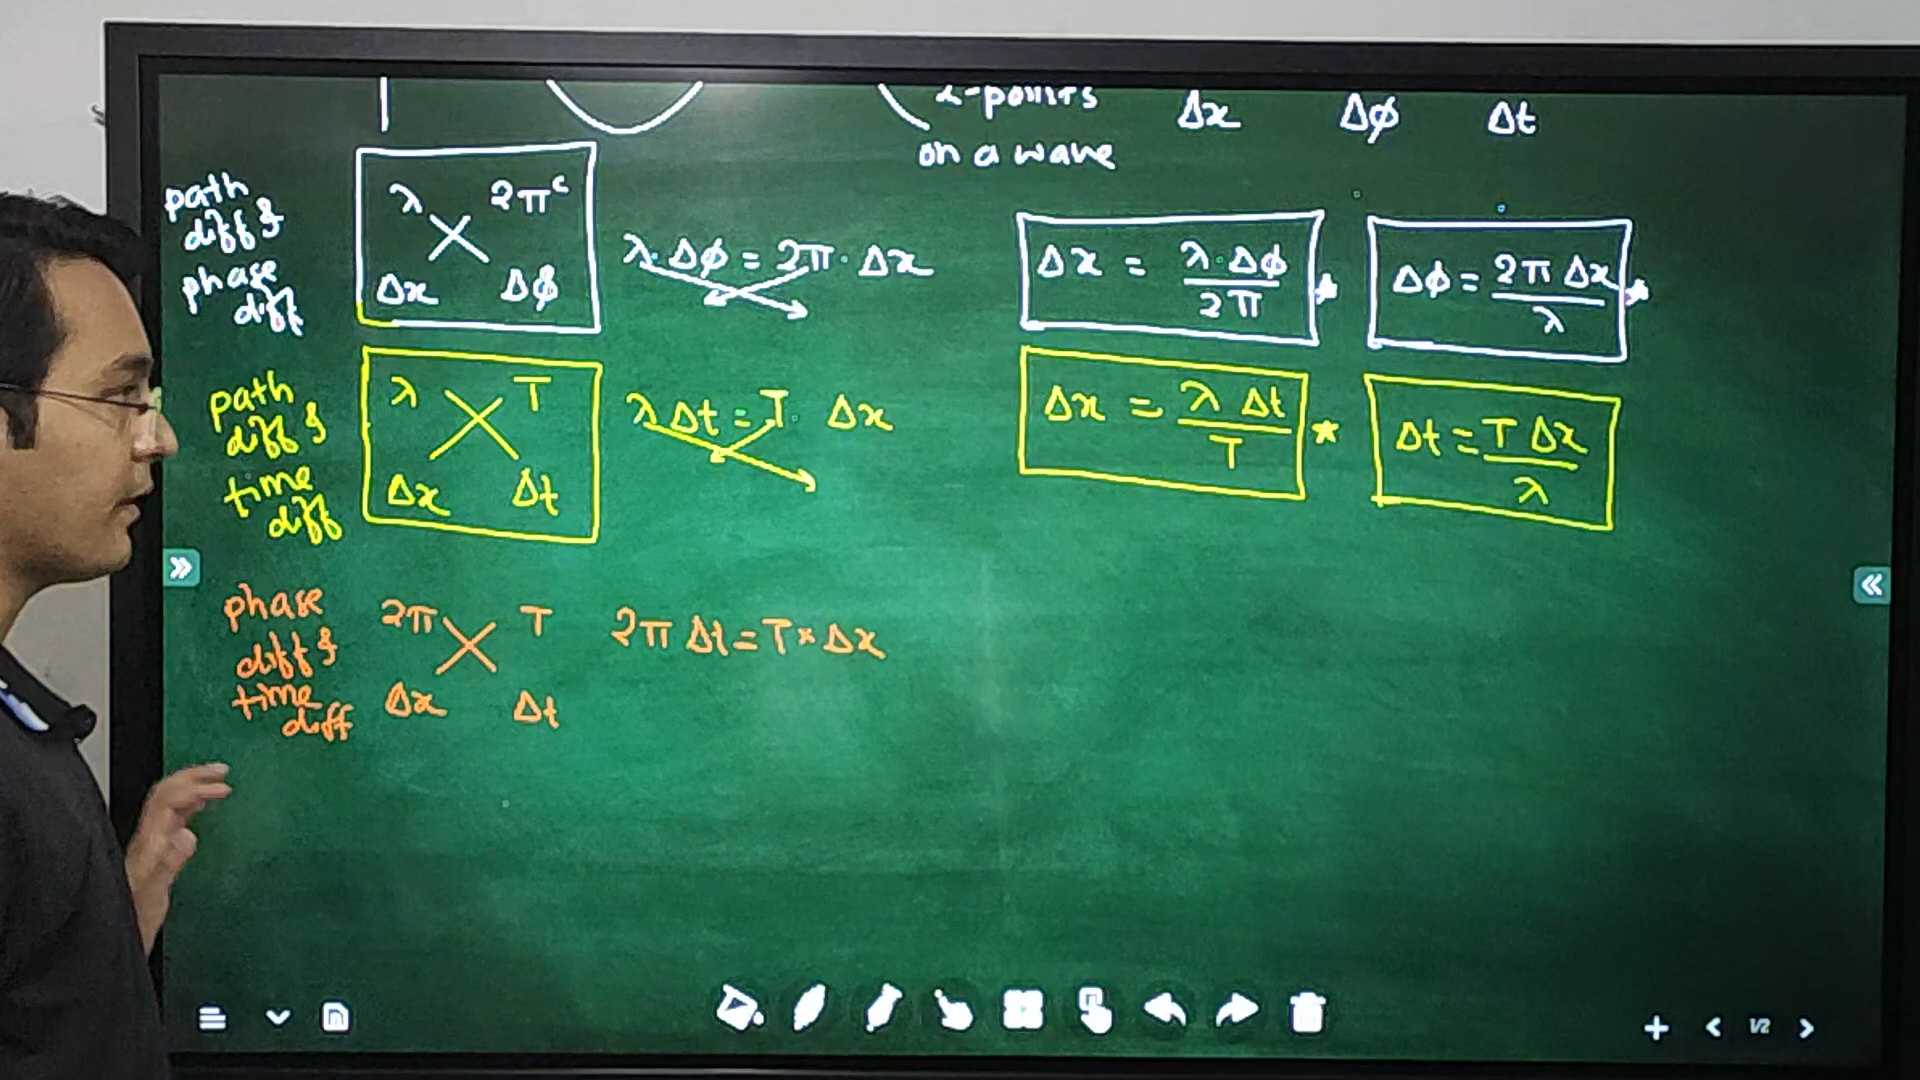 2-points
on a wave
Δx Δϕ Δt
path
diff &
phase
diff
λ 2π^c
Δx Δϕ
λ·Δϕ = 2π·Δx
Δx = λ·Δϕ / 2π *
Δϕ = 2π Δx / λ *
path
diff &
time
diff
λ T
Δx Δt
λ Δt = T· Δx
Δx = λ Δt / T ★
Δt = T Δx / λ
phase
diff &
time
diff
2π T
Δx Δt
2π Δt = T × Δx
1/2